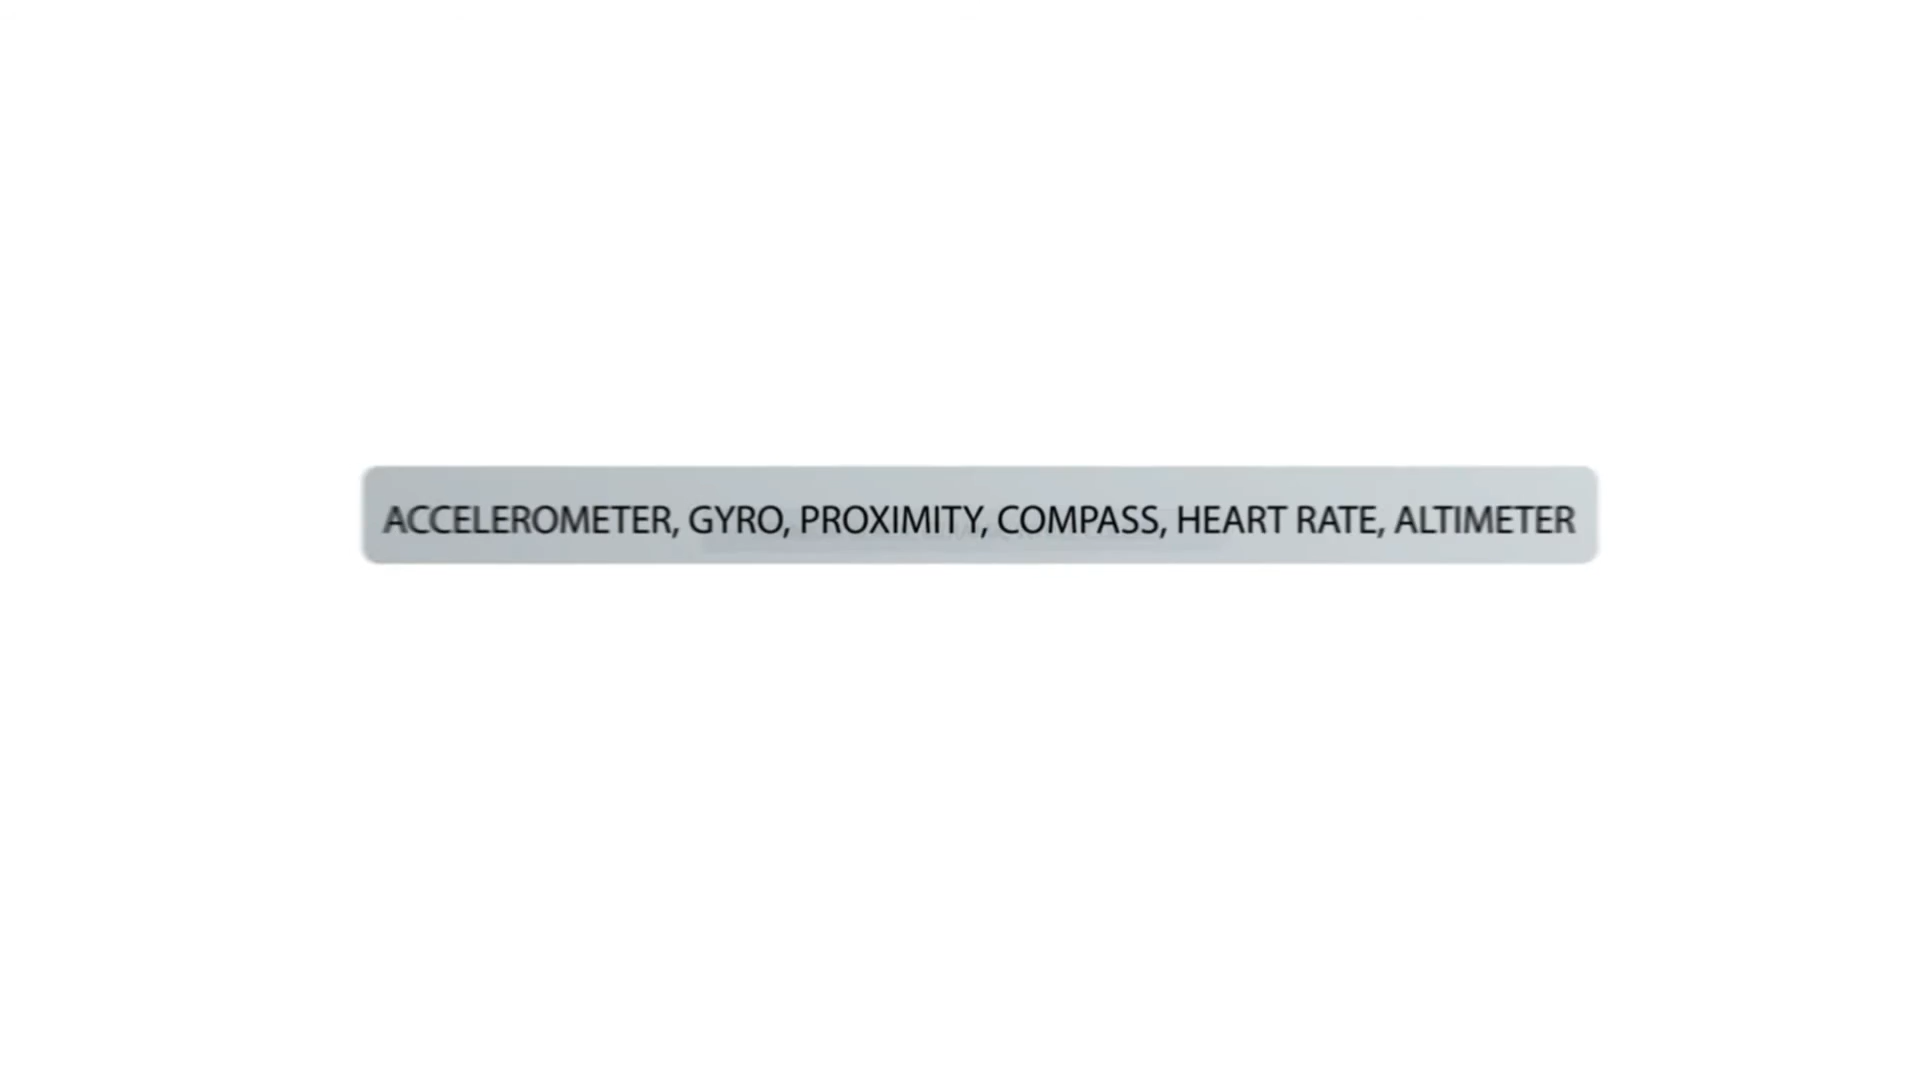 ACCELEROMETER, GYRO, PROXIMITY, COMPASS, HEART RATE, ALTIMETER